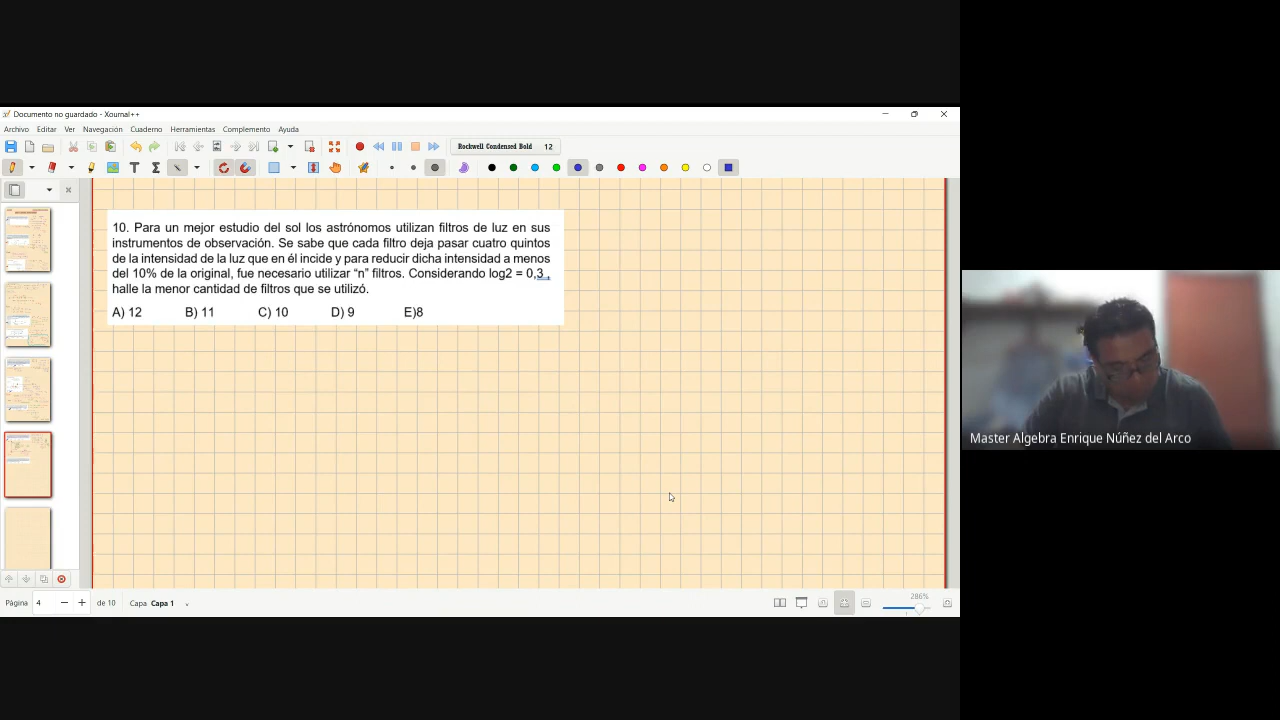 Documento no guardado - Xournal++
Archivo Editar Ver Navegación Cuaderno Herramientas Complemento Ayuda
Rockwell Condensed Bold 12
10. Para un mejor estudio del sol los astrónomos utilizan filtros de luz en sus
instrumentos de observación. Se sabe que cada filtro deja pasar cuatro quintos
de la intensidad de la luz que en él incide y para reducir dicha intensidad a menos
del 10% de la original, fue necesario utilizar “n” filtros. Considerando log2 = 0,3 ,
halle la menor cantidad de filtros que se utilizó.
A) 12 B) 11 C) 10 D) 9 E)8
Master Algebra Enrique Núñez del Arco
Página 4 de 10 Capa Capa 1 286%